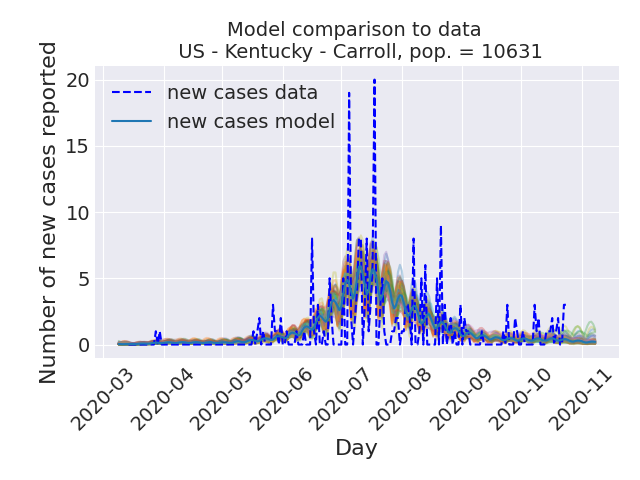 Model comparison to data
US - Kentucky - Carroll, pop. = 10631
Number of new cases reported
20
15
10
5
0
new cases data
new cases model
2020-03
2020-04
2020-05
2020-06
2020-07
2020-08
2020-09
2020-10
2020-11
Day